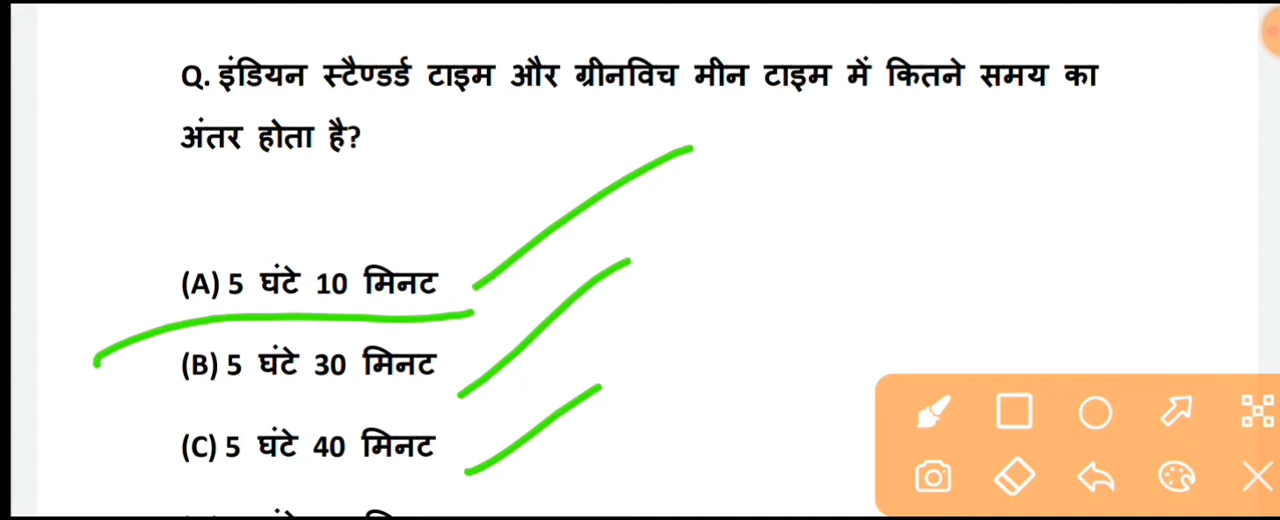 Q. इंडियन स्टैण्डर्ड टाइम और ग्रीनविच मीन टाइम में कितने समय का
अंतर होता है?
(A) 5 घंटे 10 मिनट
(B) 5 घंटे 30 मिनट
(C) 5 घंटे 40 मिनट